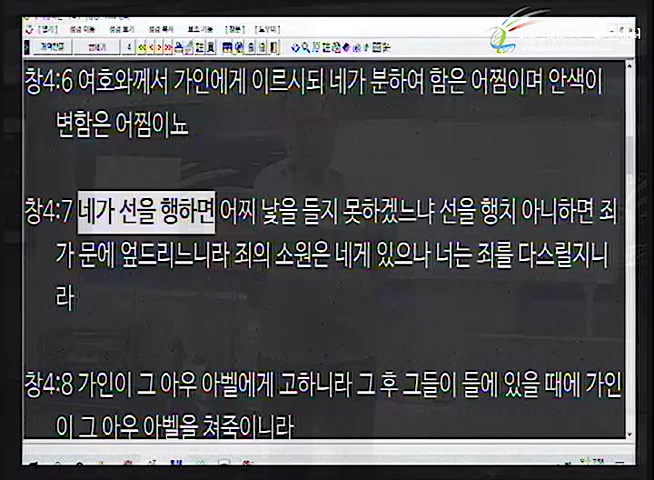 창4:6 여호와께서 가인에게 이르시되 네가 분하여 함은 어찜이며 안색이
변함은 어찜이뇨
창4:7 네가 선을 행하면 어찌 낯을 들지 못하겠느냐 선을 행치 아니하면 죄
가 문에 엎드리느니라 죄의 소원은 네게 있으나 너는 죄를 다스릴지니
라
창4:8 가인이 그 아우 아벨에게 고하니라 그 후 그들이 들에 있을 때에 가인
이 그 아우 아벨을 쳐죽이니라